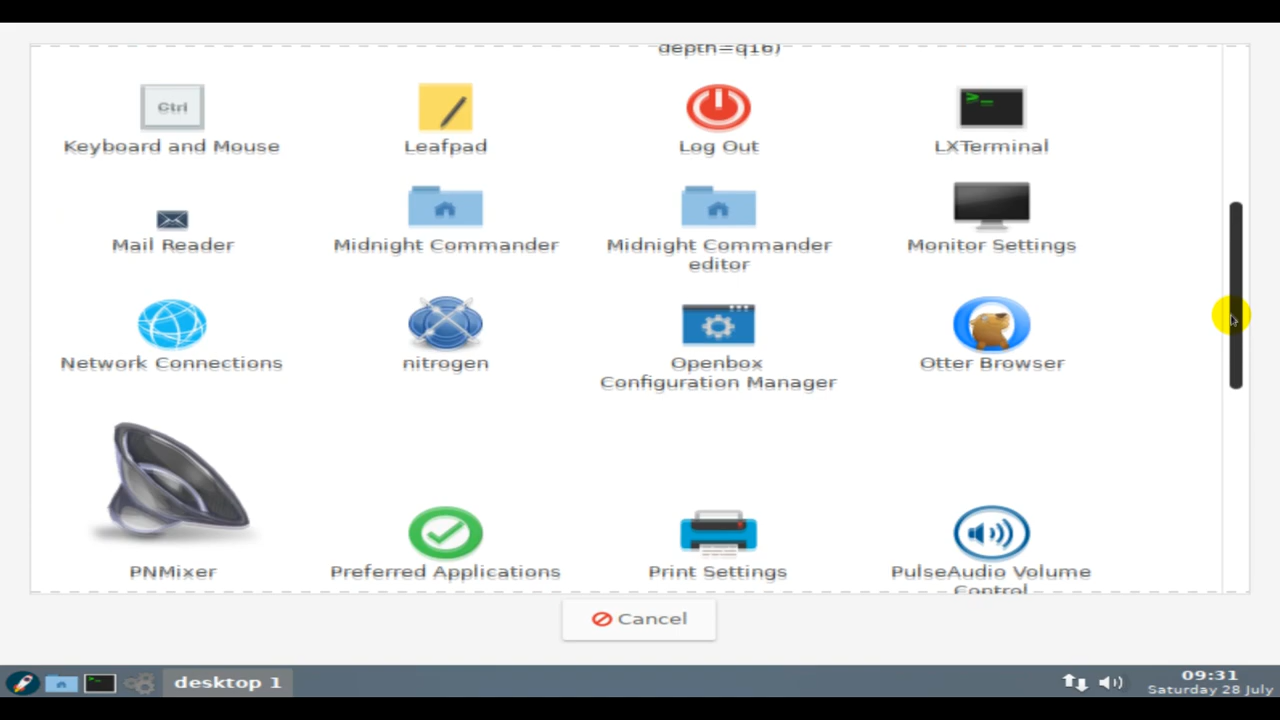 depth=q16)
Ctrl
Keyboard and Mouse
Leafpad
Log Out
LXTerminal
Mail Reader
Midnight Commander
Midnight Commander
editor
Monitor Settings
Network Connections
nitrogen
Openbox
Configuration Manager
Otter Browser
PNMixer
Preferred Applications
Print Settings
PulseAudio Volume
Control
Cancel
desktop 1
09:31
Saturday 28 July